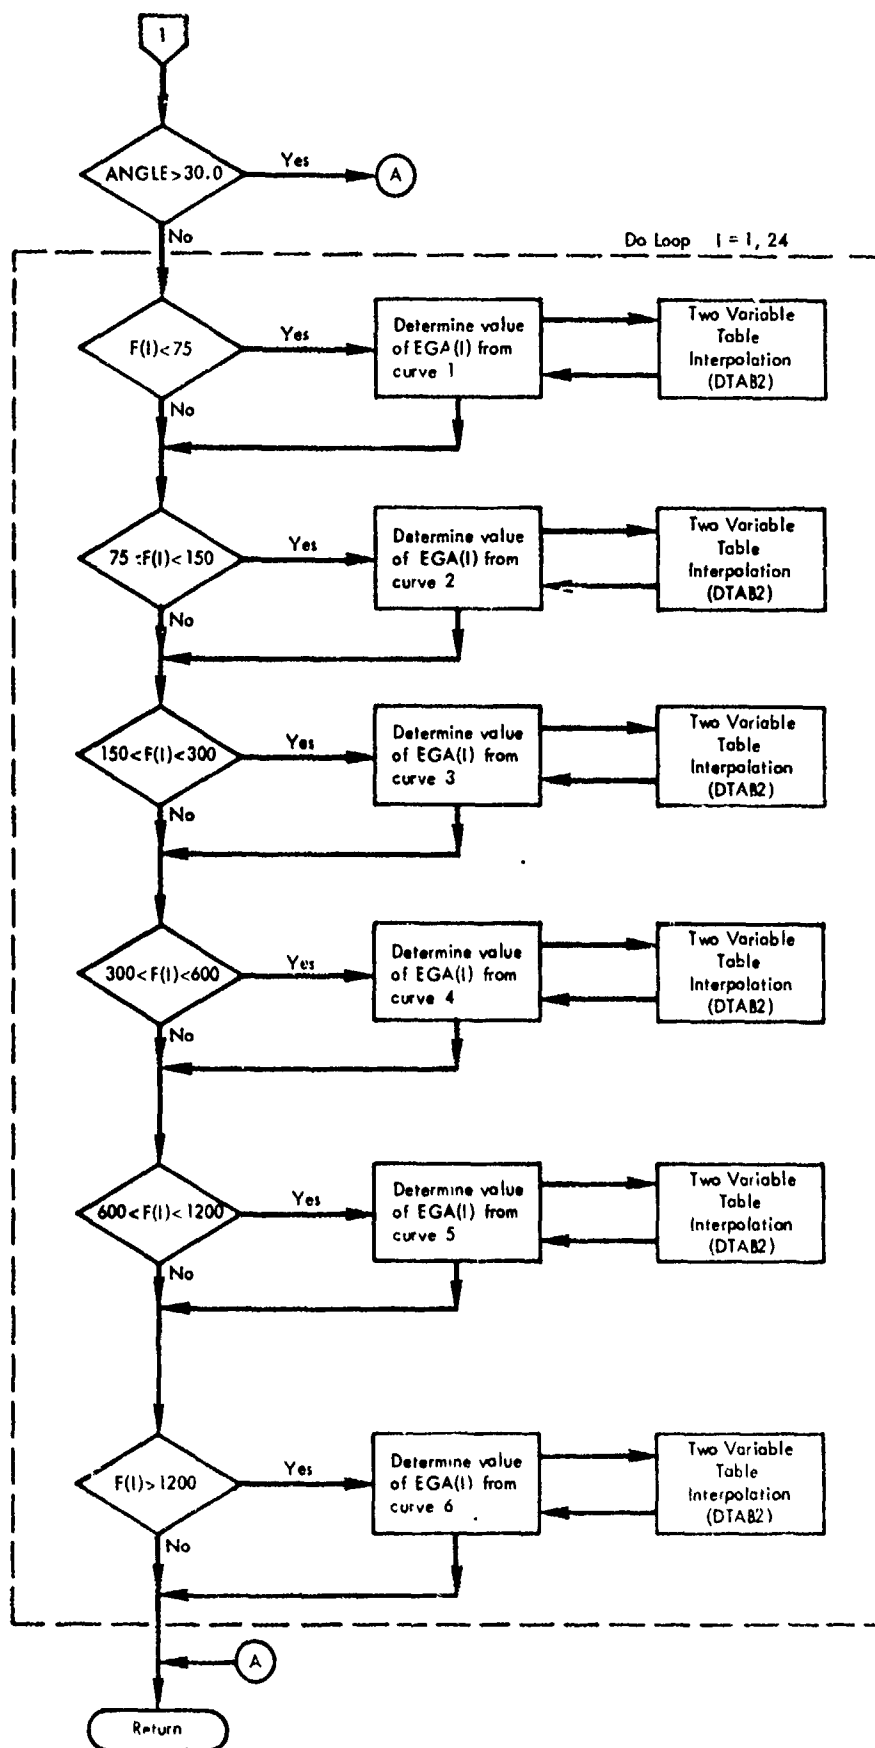 1
ANGLE>30.0
Yes
A
No
Do Loop I = 1, 24
F(I)<75
Yes
Determine value
of EGA(I) from
curve 1
Two Variable
Table
Interpolation
(DTAB2)
No
75 <F(I)<150
Yes
Determine value
of EGA(I) from
curve 2
Two Variable
Table
Interpolation
(DTAB2)
No
150<F(I)<300
Yes
Determine value
of EGA(I) from
curve 3
Two Variable
Table
Interpolation
(DTAB2)
No
300<F(I)<600
Yes
Determine value
of EGA(I) from
curve 4
Two Variable
Table
Interpolation
(DTAB2)
No
600<F(I)<1200
Yes
Determine value
of EGA(I) from
curve 5
Two Variable
Table
Interpolation
(DTAB2)
No
F(I)>1200
Yes
Determine value
of EGA(I) from
curve 6
Two Variable
Table
Interpolation
(DTAB2)
No
A
Return